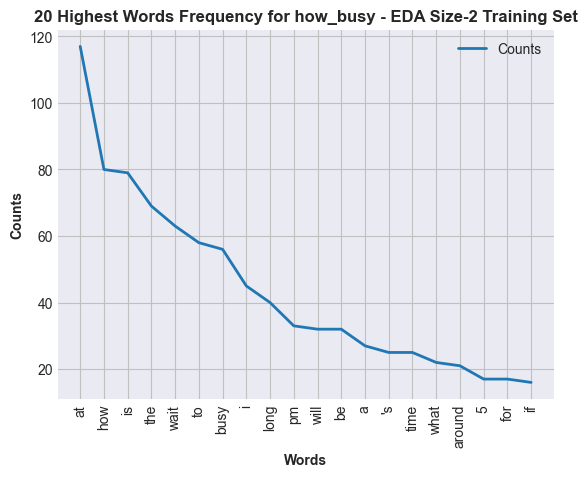 20 Highest Words Frequency for how_busy - EDA Size-2 Training Set
Counts
120
100
80
60
40
20
Counts
at
how
is
the
wait
to
busy
i
long
pm
will
be
a
's
time
what
around
5
for
if
Words